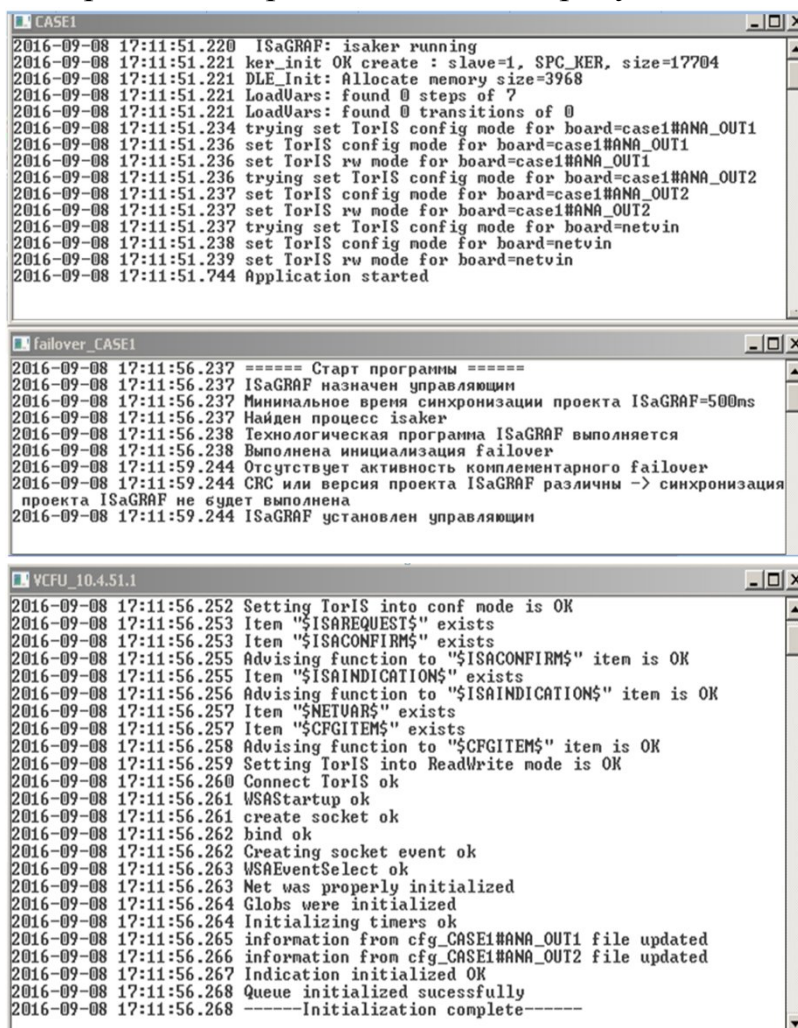 CASE1
2016-09-08 17:11:51.220  ISaGRAF: isaker running
2016-09-08 17:11:51.221 ker_init OK create : slave=1, SPC_KER, size=17704
2016-09-08 17:11:51.221 DLE_Init: Allocate memory size=3968
2016-09-08 17:11:51.221 LoadVars: found 0 steps of 7
2016-09-08 17:11:51.221 LoadVars: found 0 transitions of 0
2016-09-08 17:11:51.234 trying set TorIS config mode for board=case1#ANA_OUT1
2016-09-08 17:11:51.236 set TorIS config mode for board=case1#ANA_OUT1
2016-09-08 17:11:51.236 set TorIS rw mode for board=case1#ANA_OUT1
2016-09-08 17:11:51.236 trying set TorIS config mode for board=case1#ANA_OUT2
2016-09-08 17:11:51.237 set TorIS config mode for board=case1#ANA_OUT2
2016-09-08 17:11:51.237 set TorIS rw mode for board=case1#ANA_OUT2
2016-09-08 17:11:51.237 trying set TorIS config mode for board=netvin
2016-09-08 17:11:51.238 set TorIS config mode for board=netvin
2016-09-08 17:11:51.239 set TorIS rw mode for board=netvin
2016-09-08 17:11:51.744 Application started
failover_CASE1
2016-09-08 17:11:56.237 ====== Старт программы ======
2016-09-08 17:11:56.237 ISaGRAF назначен управляющим
2016-09-08 17:11:56.237 Минимальное время синхронизации проекта ISaGRAF=500ms
2016-09-08 17:11:56.237 Найден процесс isaker
2016-09-08 17:11:56.238 Технологическая программа ISaGRAF выполняется
2016-09-08 17:11:56.238 Выполнена инициализация failover
2016-09-08 17:11:59.244 Отсутствует активность комплементарного failover
2016-09-08 17:11:59.244 CRC или версия проекта ISaGRAF различны -> синхронизация
проекта ISaGRAF не будет выполнена
2016-09-08 17:11:59.244 ISaGRAF установлен управляющим
VCFU_10.4.51.1
2016-09-08 17:11:56.252 Setting TorIS into conf mode is OK
2016-09-08 17:11:56.253 Item "$ISAREQUEST$" exists
2016-09-08 17:11:56.253 Item "$ISACONFIRM$" exists
2016-09-08 17:11:56.255 Advising function to "$ISACONFIRM$" item is OK
2016-09-08 17:11:56.255 Item "$ISAINDICATION$" exists
2016-09-08 17:11:56.256 Advising function to "$ISAINDICATION$" item is OK
2016-09-08 17:11:56.257 Item "$NETVAR$" exists
2016-09-08 17:11:56.257 Item "$CFGITEM$" exists
2016-09-08 17:11:56.258 Advising function to "$CFGITEM$" item is OK
2016-09-08 17:11:56.259 Setting TorIS into ReadWrite mode is OK
2016-09-08 17:11:56.260 Connect TorIS ok
2016-09-08 17:11:56.261 WSAStartup ok
2016-09-08 17:11:56.261 create socket ok
2016-09-08 17:11:56.262 bind ok
2016-09-08 17:11:56.262 Creating socket event ok
2016-09-08 17:11:56.263 WSAEventSelect ok
2016-09-08 17:11:56.263 Net was properly initialized
2016-09-08 17:11:56.264 Globs were initialized
2016-09-08 17:11:56.264 Initializing timers ok
2016-09-08 17:11:56.265 information from cfg_CASE1#ANA_OUT1 file updated
2016-09-08 17:11:56.266 information from cfg_CASE1#ANA_OUT2 file updated
2016-09-08 17:11:56.267 Indication initialized OK
2016-09-08 17:11:56.268 Queue initialized sucessfully
2016-09-08 17:11:56.268 ------Initialization complete------